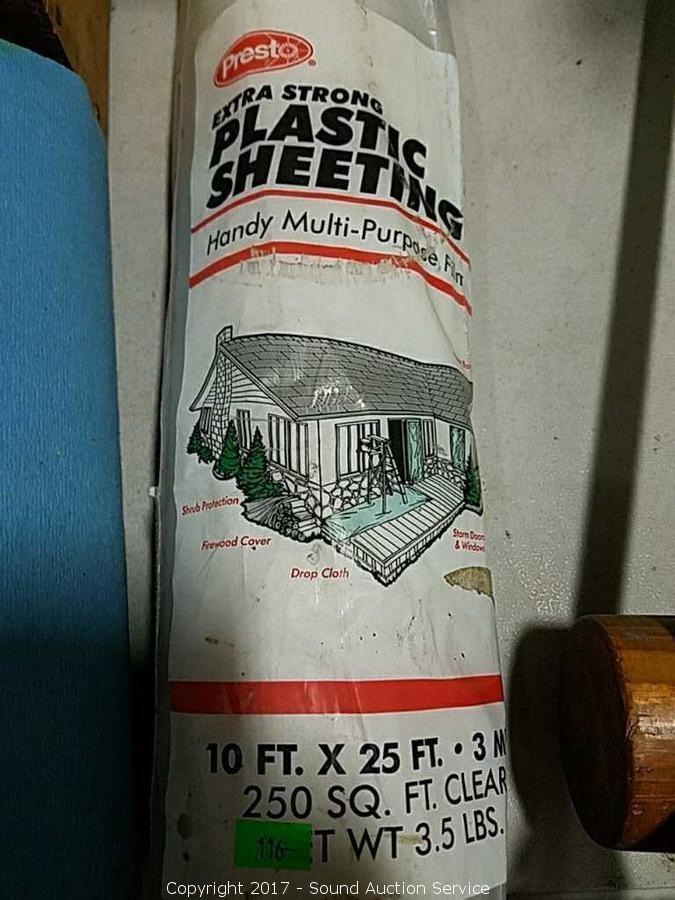 Presto
EXTRA STRONG
PLASTIC
SHEETING
Handy Multi-Purpose Film
Shrub Protection
Firewood Cover
Drop Cloth
Storm Doors
& Windows
10 FT. X 25 FT. • 3 M
250 SQ. FT. CLEAR
116 ET WT 3.5 LBS.
Copyright 2017 - Sound Auction Service